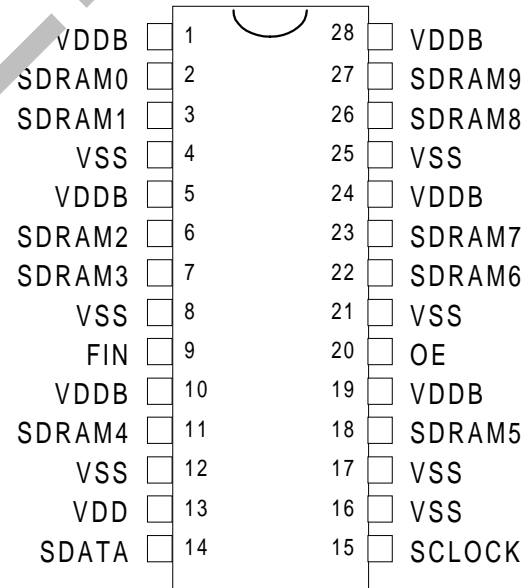 VDDB 1 28 VDDB
SDRAM0 2 27 SDRAM9
SDRAM1 3 26 SDRAM8
VSS 4 25 VSS
VDDB 5 24 VDDB
SDRAM2 6 23 SDRAM7
SDRAM3 7 22 SDRAM6
VSS 8 21 VSS
FIN 9 20 OE
VDDB 10 19 VDDB
SDRAM4 11 18 SDRAM5
VSS 12 17 VSS
VDD 13 16 VSS
SDATA 14 15 SCLOCK